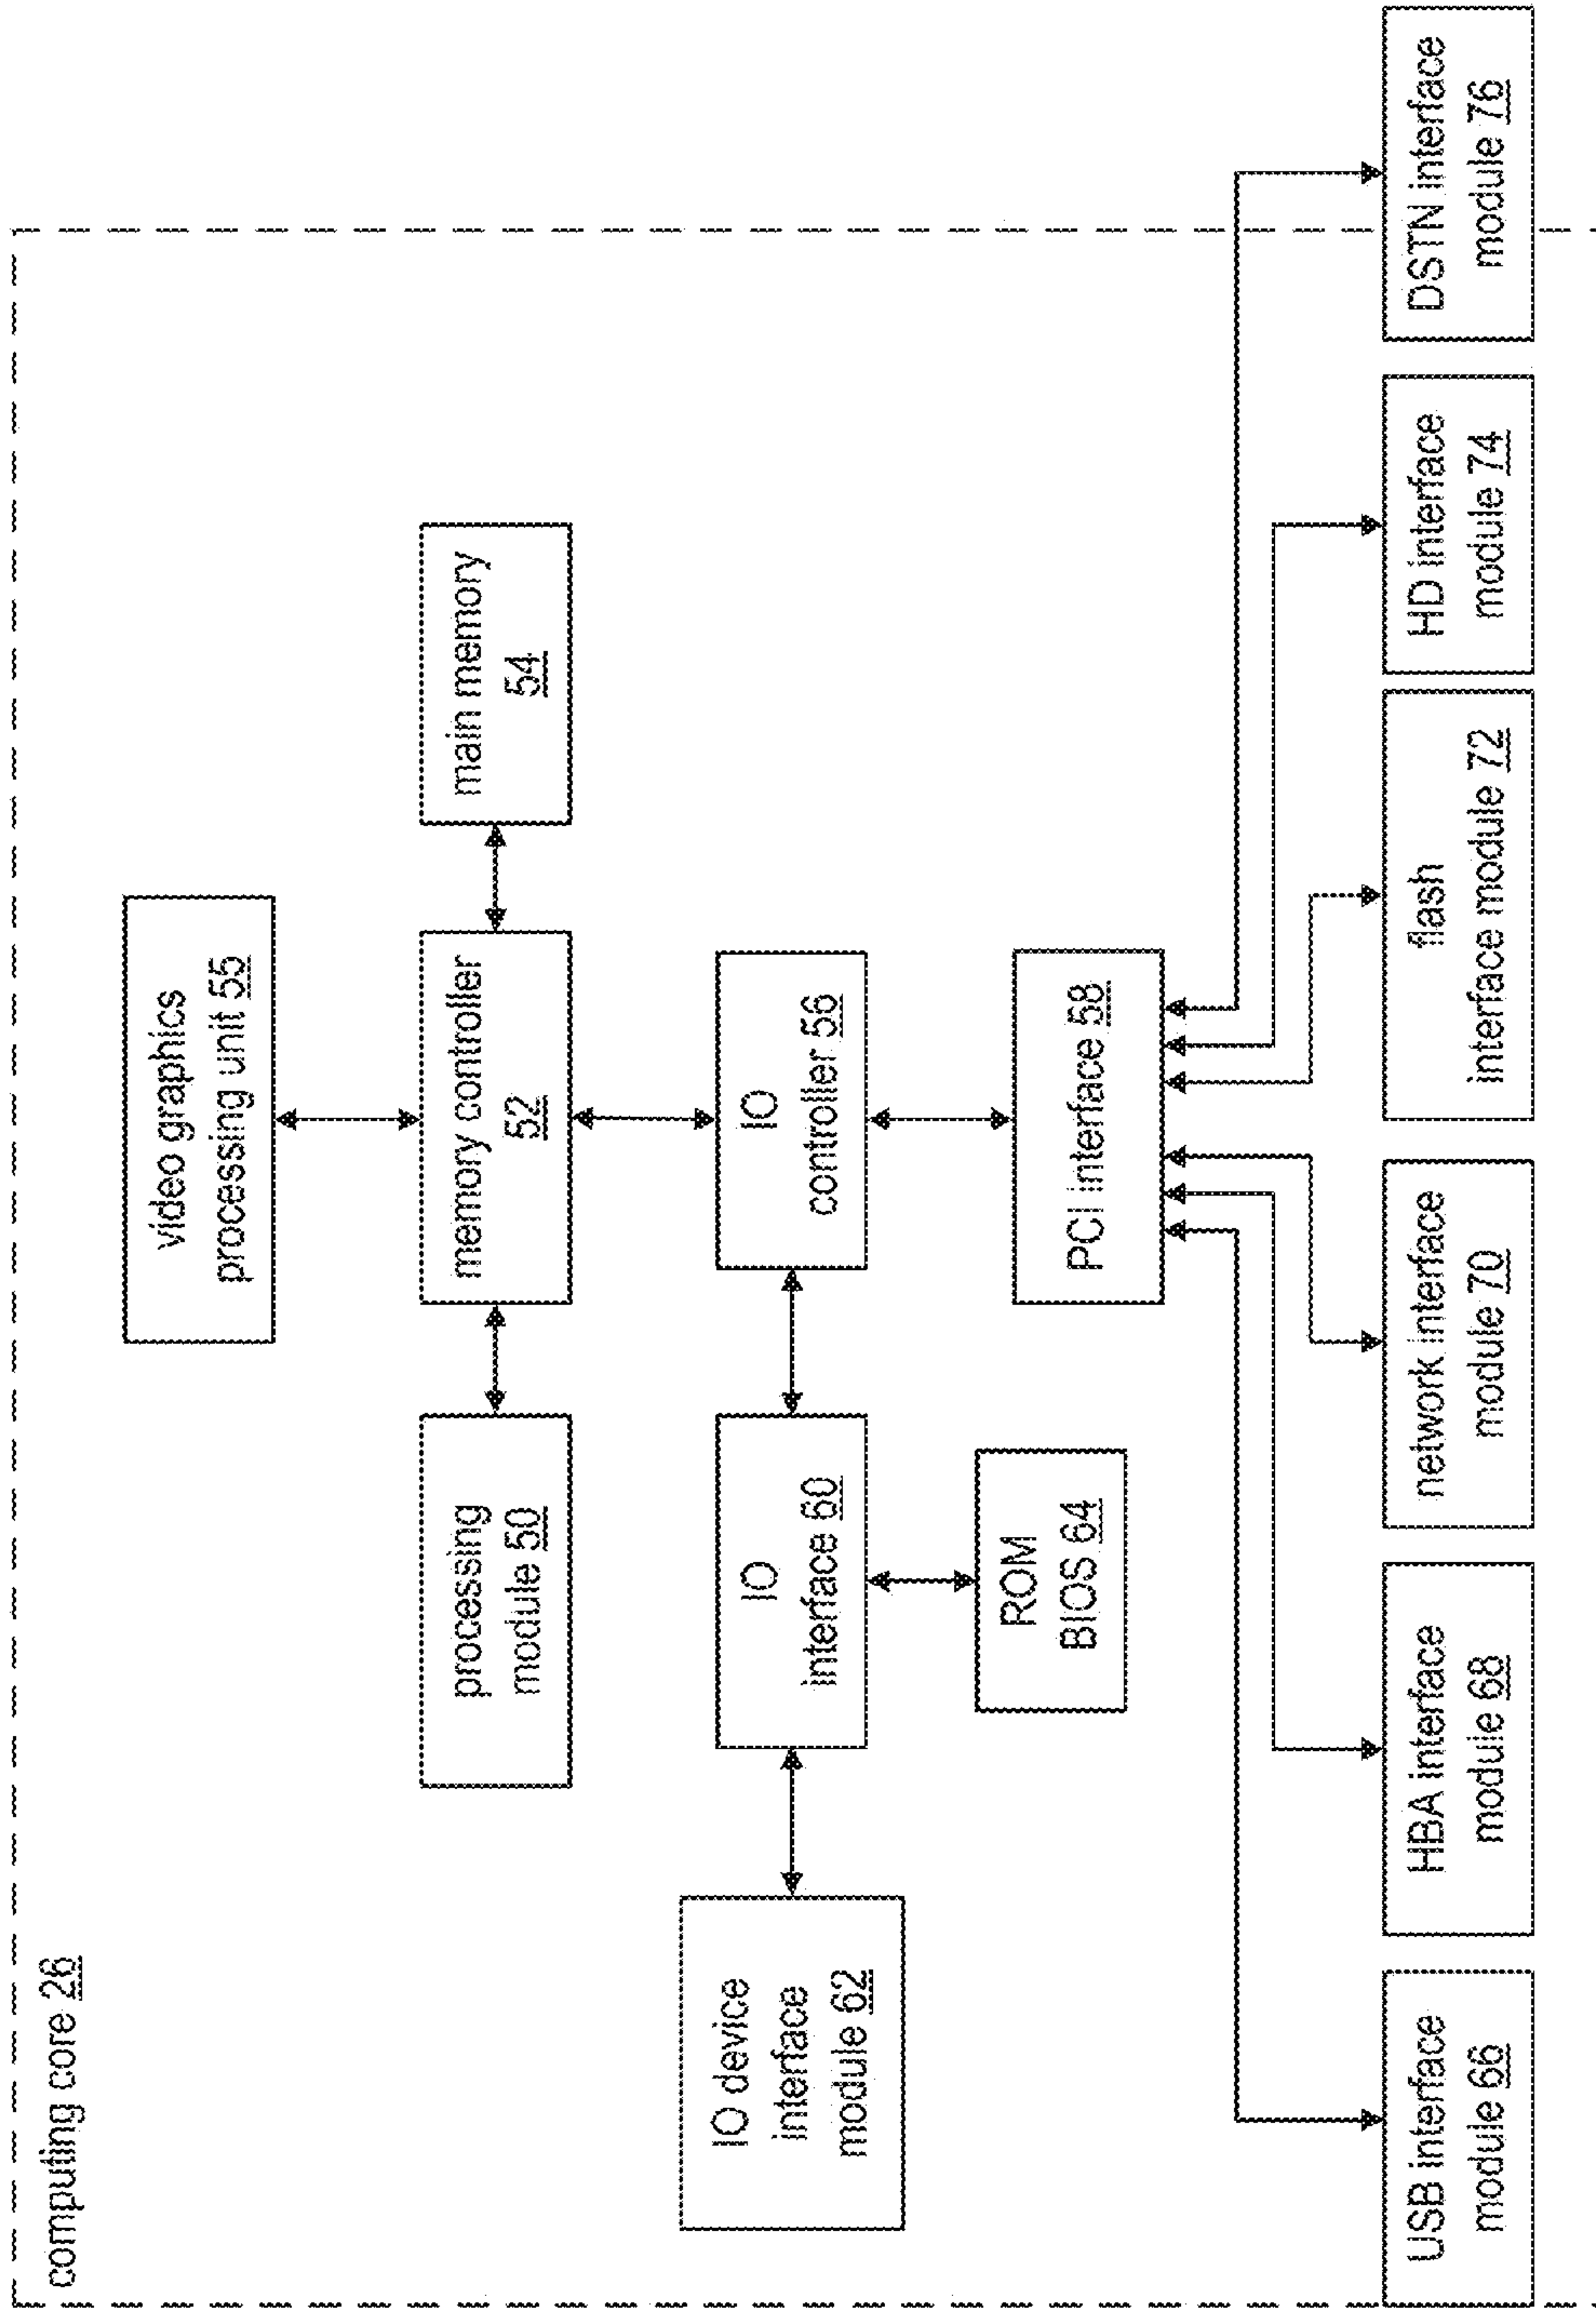 computing core 26
video graphics
processing unit 55
processing
module 50
memory controller
52
main memory
54
IO device
interface
module 62
IO
interface 60
IO
controller 56
ROM
BIOS 64
PCI interface 58
USB interface
module 66
HBA interface
module 68
network interface
module 70
flash
interface module 72
HD interface
module 74
DSTN interface
module 76